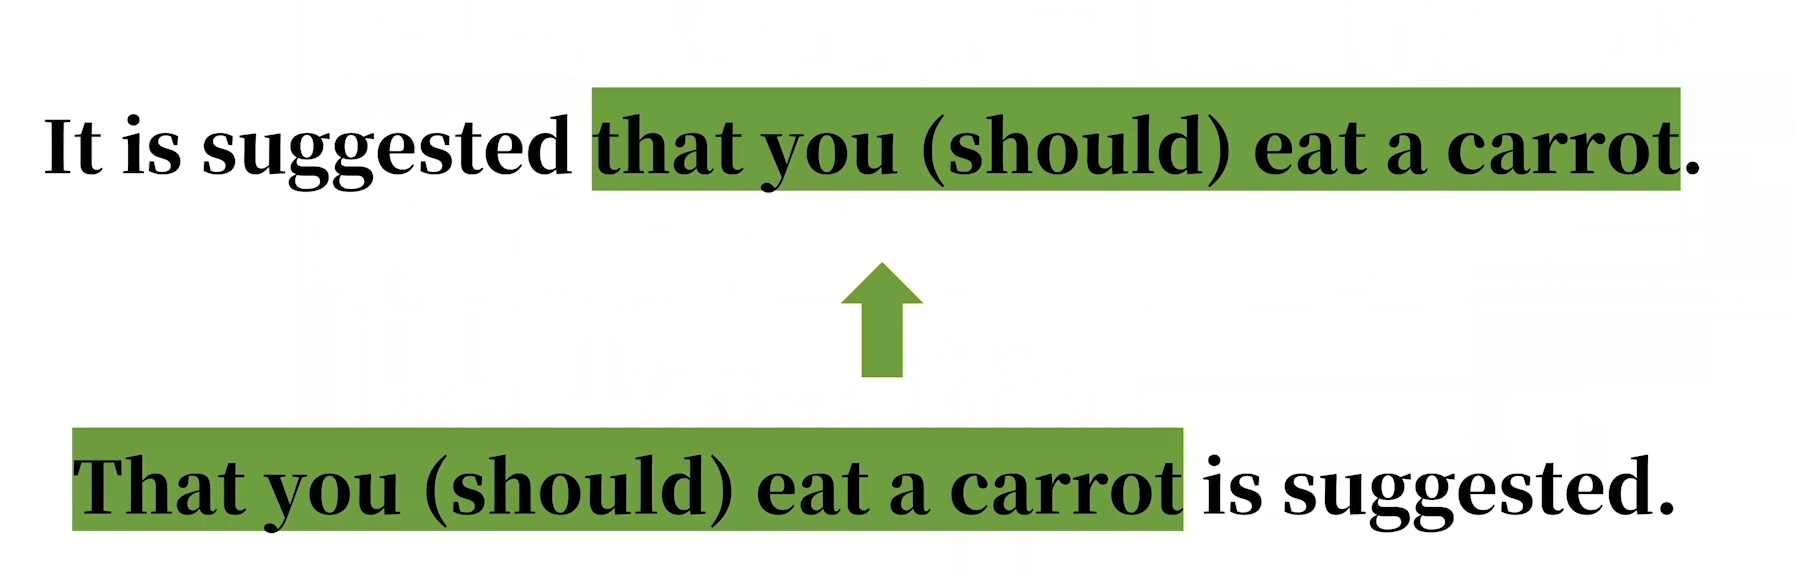 It is suggested that you (should) eat a carrot.
That you (should) eat a carrot is suggested.